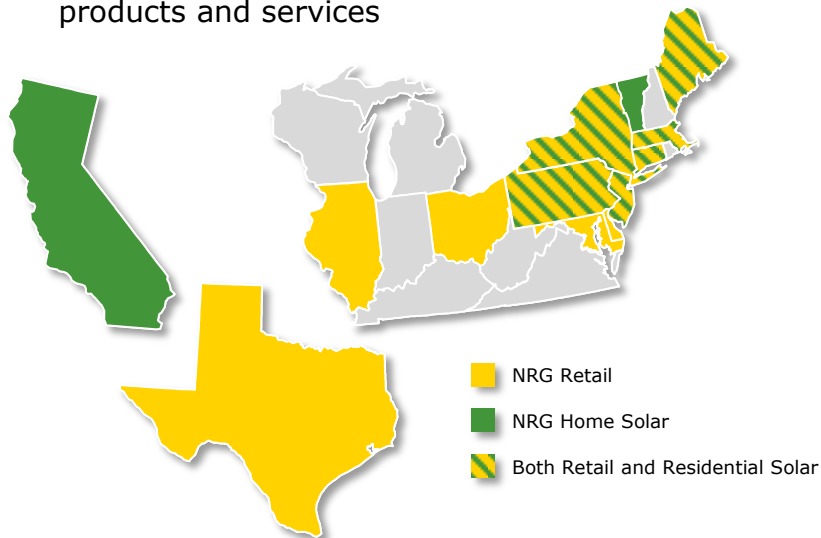 products and services
NRG Retail
NRG Home Solar
Both Retail and Residential Solar